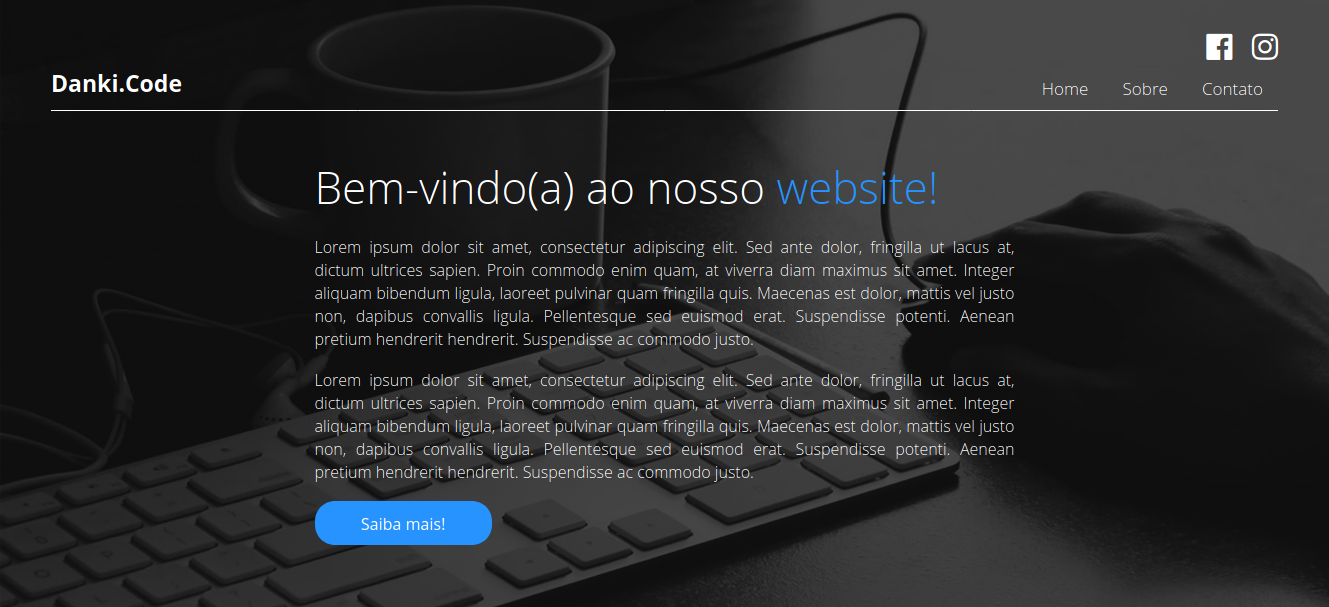 Danki.Code
Home Sobre Contato
Bem-vindo(a) ao nosso website!
Lorem ipsum dolor sit amet, consectetur adipiscing elit. Sed ante dolor, fringilla ut lacus at,
dictum ultrices sapien. Proin commodo enim quam, at viverra diam maximus sit amet. Integer
aliquam bibendum ligula, laoreet pulvinar quam fringilla quis. Maecenas est dolor, mattis vel justo
non, dapibus convallis ligula. Pellentesque sed euismod erat. Suspendisse potenti. Aenean
pretium hendrerit hendrerit. Suspendisse ac commodo justo.
Lorem ipsum dolor sit amet, consectetur adipiscing elit. Sed ante dolor, fringilla ut lacus at,
dictum ultrices sapien. Proin commodo enim quam, at viverra diam maximus sit amet. Integer
aliquam bibendum ligula, laoreet pulvinar quam fringilla quis. Maecenas est dolor, mattis vel justo
non, dapibus convallis ligula. Pellentesque sed euismod erat. Suspendisse potenti. Aenean
pretium hendrerit hendrerit. Suspendisse ac commodo justo.
Saiba mais!